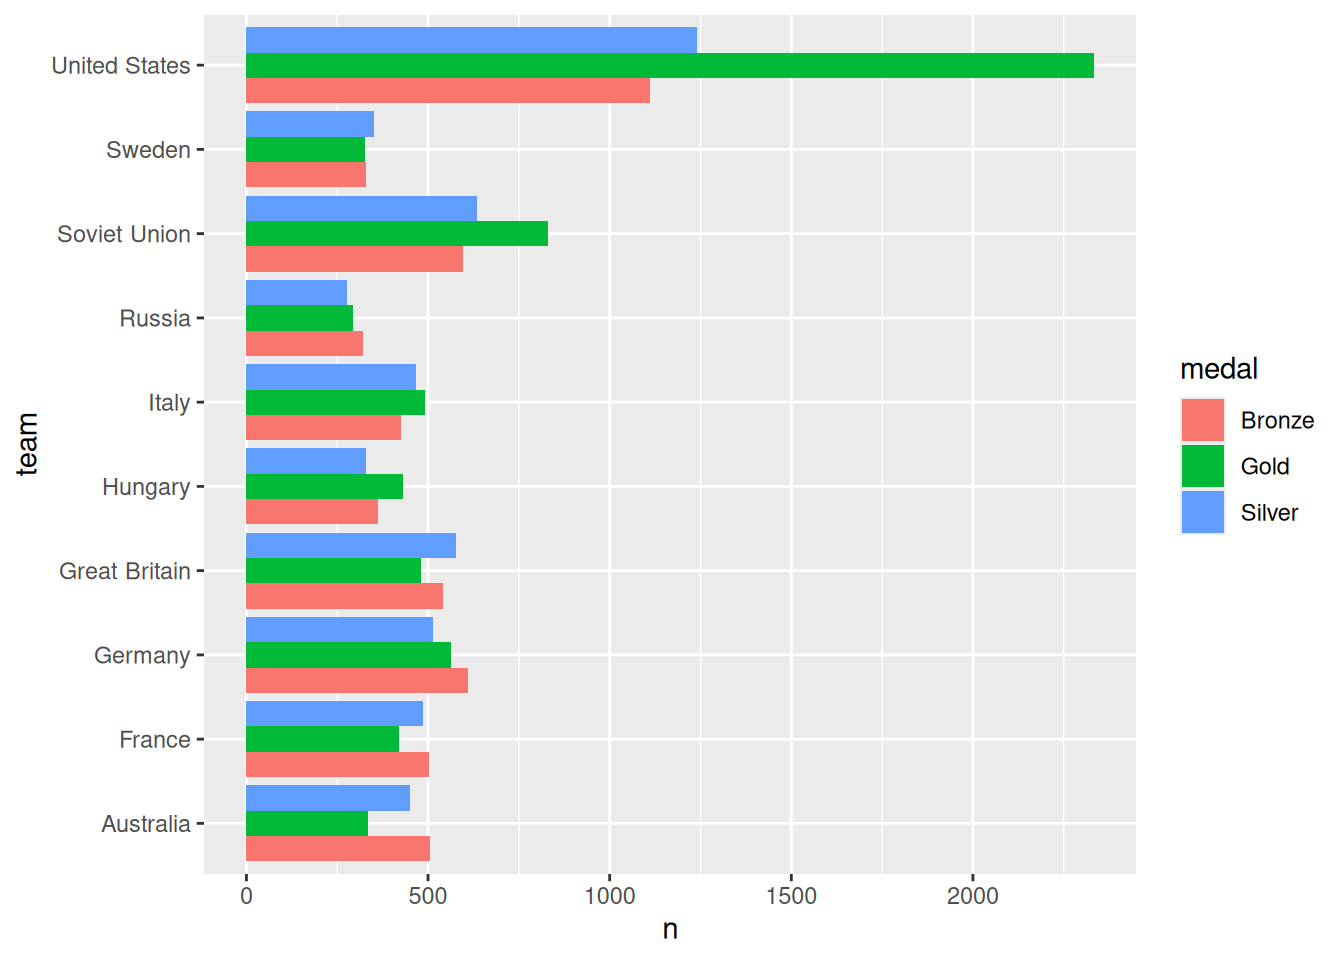 United States
Sweden
Soviet Union
Russia
Italy
Hungary
Great Britain
Germany
France
Australia
team
0 500 1000 1500 2000
n
medal
Bronze
Gold
Silver